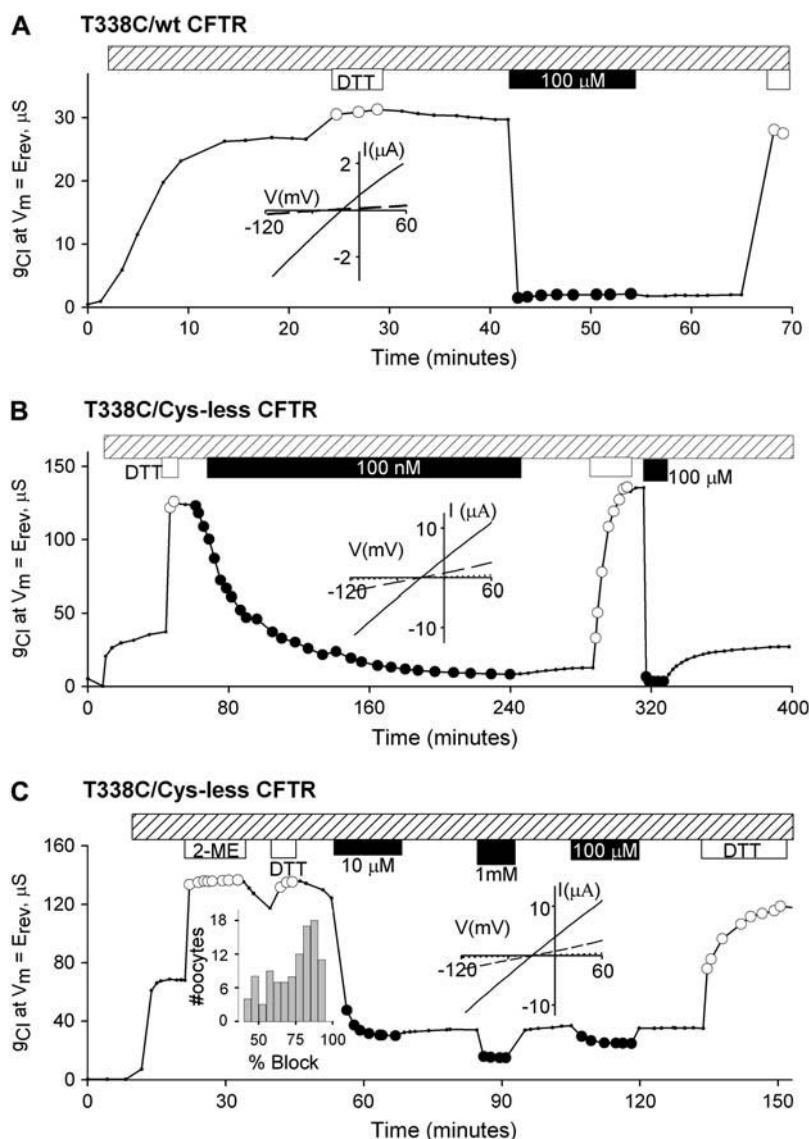 A T338C/wt CFTR
DTT
100 μM
gCl at Vm = Erev, μS
30
20
10
0
I(μA)
2
V(mV)
-120
60
-2
0 10 20 30 40 50 60 70
Time (minutes)
B T338C/Cys-less CFTR
DTT
100 nM
100 μM
gCl at Vm = Erev, μS
150
120
90
60
30
0
I (μA)
10
V(mV)
-120
60
-10
0 80 160 240 320 400
Time (minutes)
C T338C/Cys-less CFTR
2-ME
DTT
10 μM
1mM
100 μM
DTT
gCl at Vm = Erev, μS
160
120
80
40
0
#oocytes
18
12
6
0
50 75 100
% Block
I(μA)
10
V(mV)
-120
60
-10
0 30 60 90 120 150
Time (minutes)